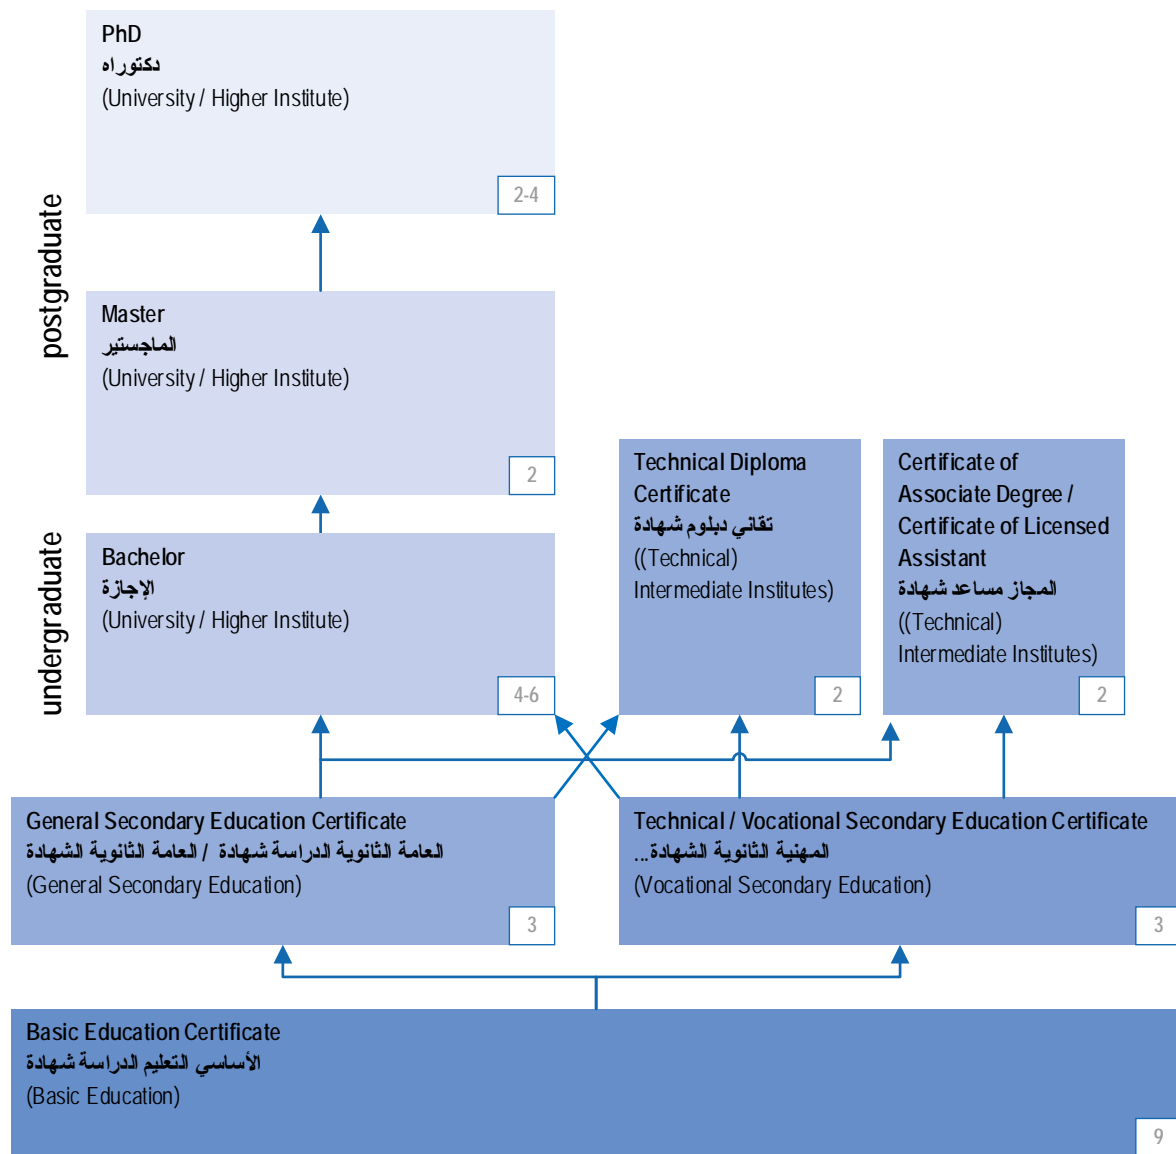 PhD
دكتوراه
(University / Higher Institute)
2-4
postgraduate
Master
الماجستير
(University / Higher Institute)
2
undergraduate
Bachelor
الإجازة
(University / Higher Institute)
4-6
Technical Diploma
Certificate
تقاني دبلوم شهادة
((Technical)
Intermediate Institutes)
2
Certificate of
Associate Degree /
Certificate of Licensed
Assistant
المجاز مساعد شهادة
((Technical)
Intermediate Institutes)
2
General Secondary Education Certificate
العامة الثانوية الدراسة شهادة / العامة الثانوية الشهادة
(General Secondary Education)
3
Technical / Vocational Secondary Education Certificate
المهنية الثانوية الشهادة...
(Vocational Secondary Education)
3
Basic Education Certificate
الأساسي التعليم الدراسة شهادة
(Basic Education)
9